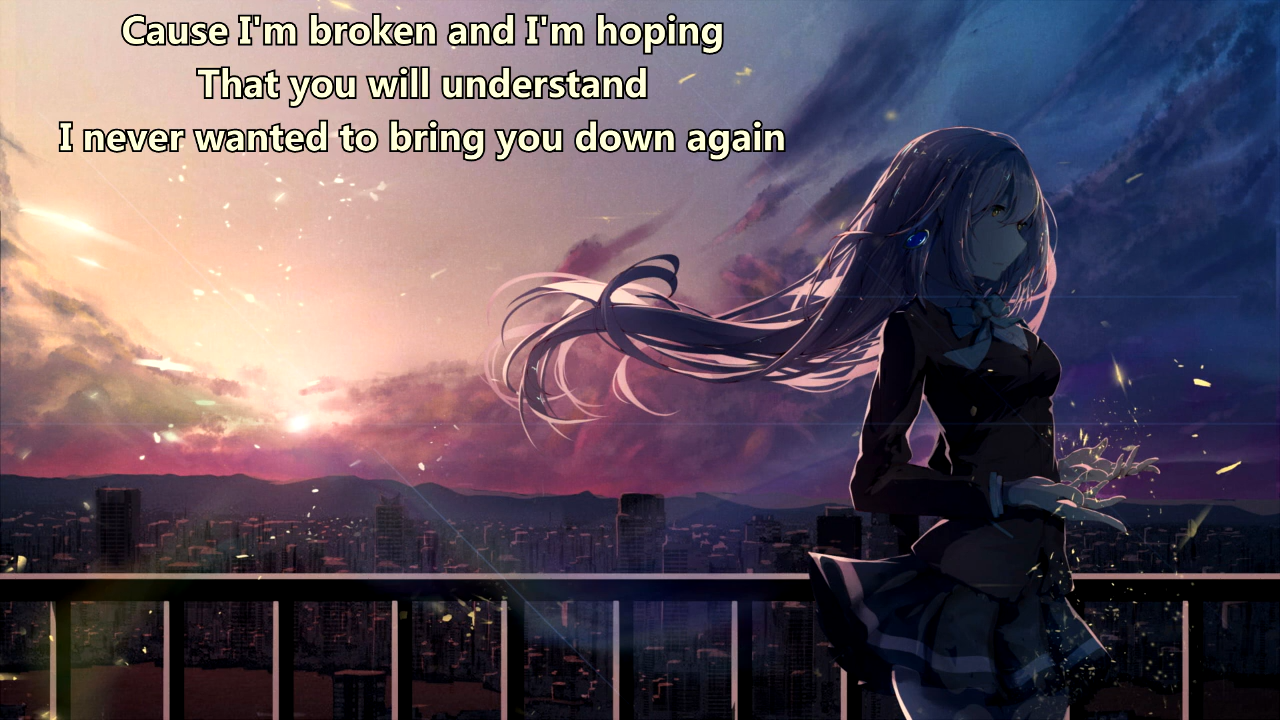 Cause I'm broken and I'm hoping
That you will understand
I never wanted to bring you down again